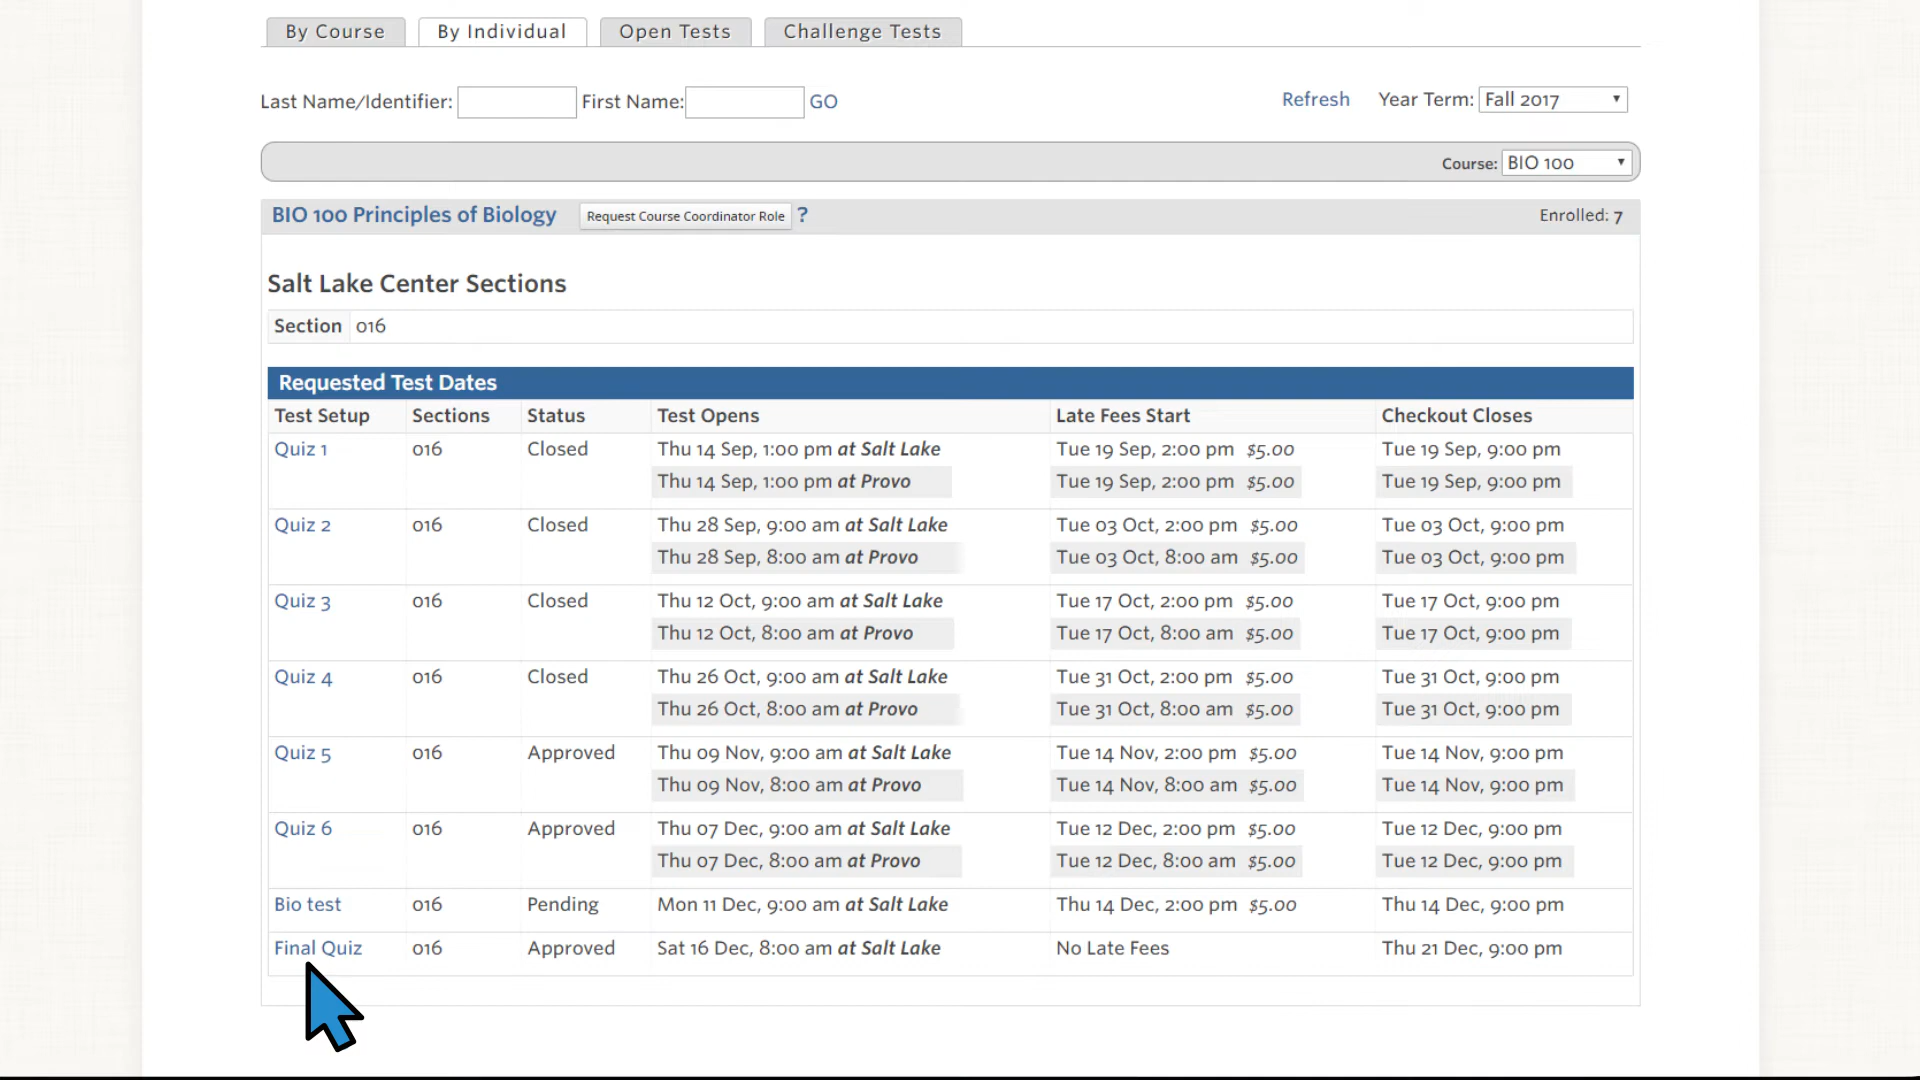 By Course By Individual Open Tests Challenge Tests
Last Name/Identifier: First Name: GO Refresh Year Term: Fall 2017
Course: BIO 100
BIO 100 Principles of Biology Request Course Coordinator Role ? Enrolled: 7
Salt Lake Center Sections
Section 016
Requested Test Dates
Test Setup Sections Status Test Opens Late Fees Start Checkout Closes
Quiz 1 016 Closed Thu 14 Sep, 1:00 pm at Salt Lake Tue 19 Sep, 2:00 pm $5.00 Tue 19 Sep, 9:00 pm
Thu 14 Sep, 1:00 pm at Provo Tue 19 Sep, 2:00 pm $5.00 Tue 19 Sep, 9:00 pm
Quiz 2 016 Closed Thu 28 Sep, 9:00 am at Salt Lake Tue 03 Oct, 2:00 pm $5.00 Tue 03 Oct, 9:00 pm
Thu 28 Sep, 8:00 am at Provo Tue 03 Oct, 8:00 am $5.00 Tue 03 Oct, 9:00 pm
Quiz 3 016 Closed Thu 12 Oct, 9:00 am at Salt Lake Tue 17 Oct, 2:00 pm $5.00 Tue 17 Oct, 9:00 pm
Thu 12 Oct, 8:00 am at Provo Tue 17 Oct, 8:00 am $5.00 Tue 17 Oct, 9:00 pm
Quiz 4 016 Closed Thu 26 Oct, 9:00 am at Salt Lake Tue 31 Oct, 2:00 pm $5.00 Tue 31 Oct, 9:00 pm
Thu 26 Oct, 8:00 am at Provo Tue 31 Oct, 8:00 am $5.00 Tue 31 Oct, 9:00 pm
Quiz 5 016 Approved Thu 09 Nov, 9:00 am at Salt Lake Tue 14 Nov, 2:00 pm $5.00 Tue 14 Nov, 9:00 pm
Thu 09 Nov, 8:00 am at Provo Tue 14 Nov, 8:00 am $5.00 Tue 14 Nov, 9:00 pm
Quiz 6 016 Approved Thu 07 Dec, 9:00 am at Salt Lake Tue 12 Dec, 2:00 pm $5.00 Tue 12 Dec, 9:00 pm
Thu 07 Dec, 8:00 am at Provo Tue 12 Dec, 8:00 am $5.00 Tue 12 Dec, 9:00 pm
Bio test 016 Pending Mon 11 Dec, 9:00 am at Salt Lake Thu 14 Dec, 2:00 pm $5.00 Thu 14 Dec, 9:00 pm
Final Quiz 016 Approved Sat 16 Dec, 8:00 am at Salt Lake No Late Fees Thu 21 Dec, 9:00 pm